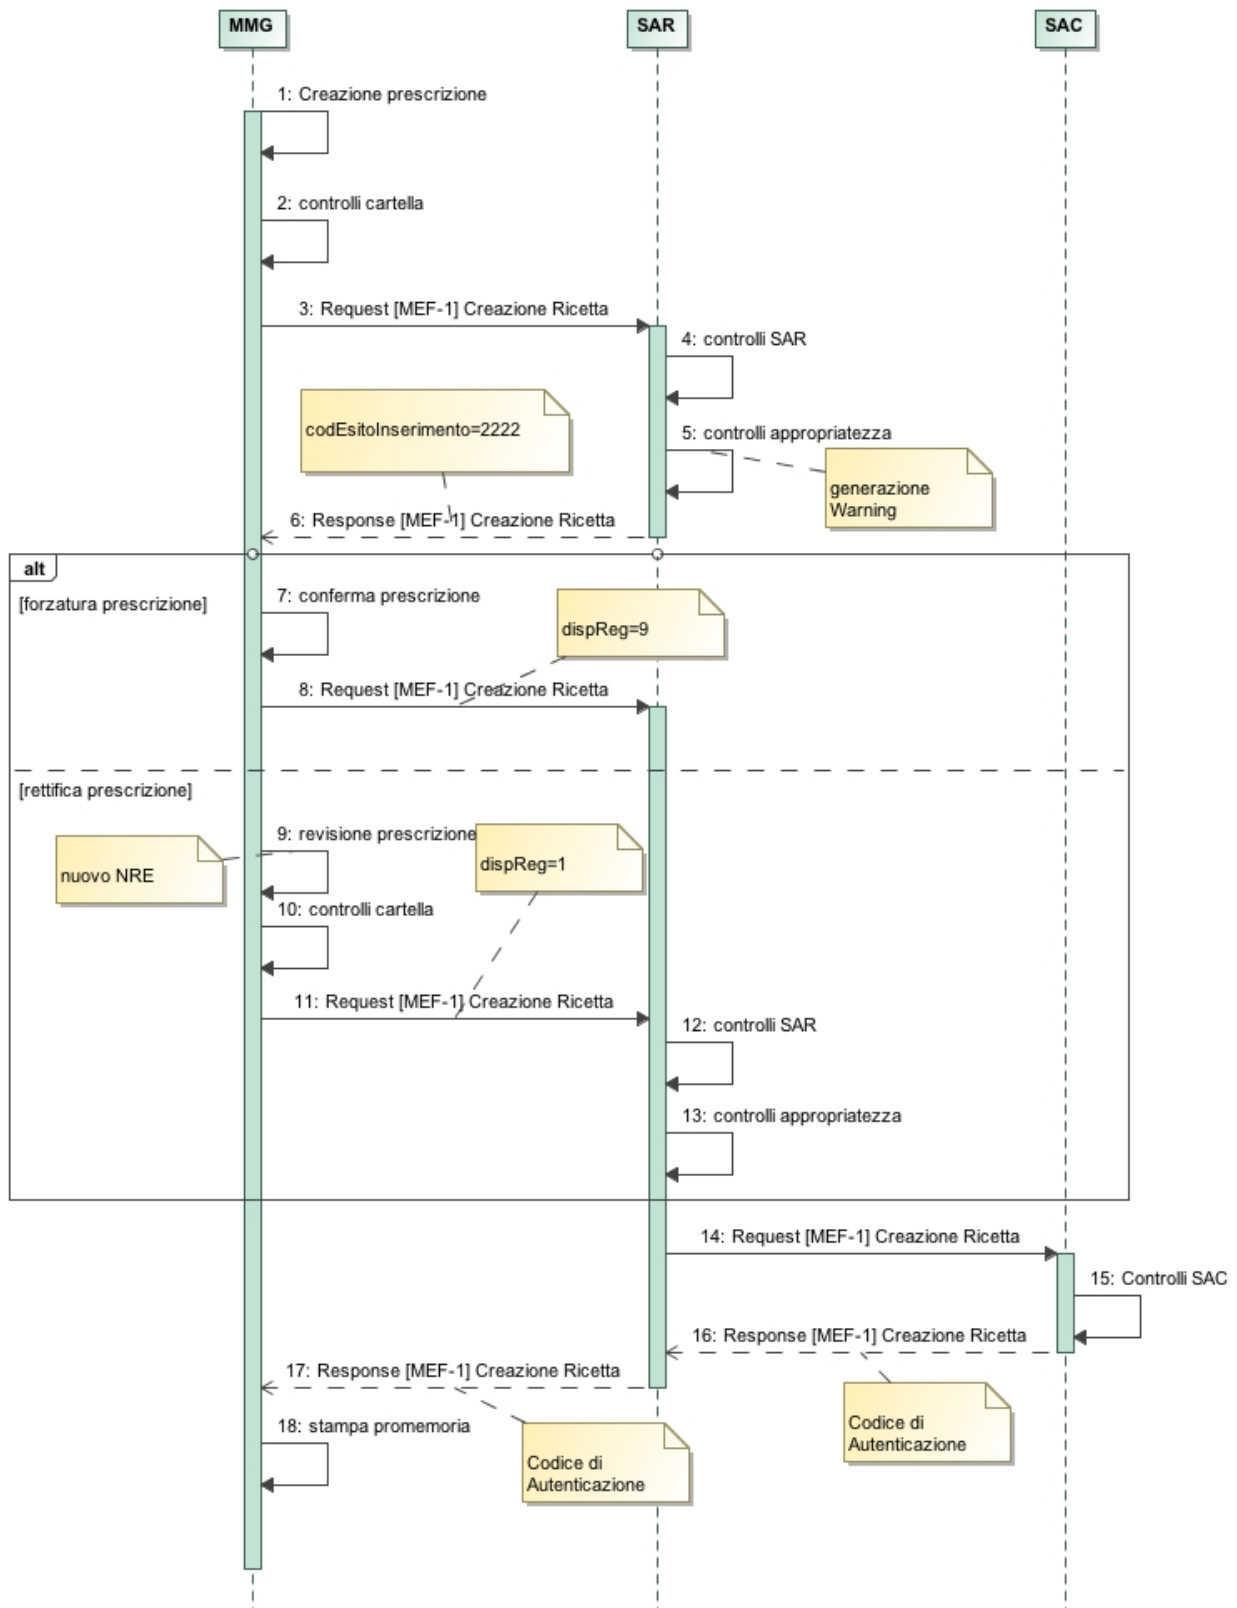 MMG
SAR
SAC
1: Creazione prescrizione
2: controlli cartella
3: Request [MEF-1] Creazione Ricetta
4: controlli SAR
codEsitoInserimento=2222
5: controlli appropriatezza
generazione
Warning
6: Response [MEF-1] Creazione Ricetta
alt
[forzatura prescrizione]
7: conferma prescrizione
dispReg=9
8: Request [MEF-1] Creazione Ricetta
[rettifica prescrizione]
9: revisione prescrizione
dispReg=1
nuovo NRE
10: controlli cartella
11: Request [MEF-1] Creazione Ricetta
12: controlli SAR
13: controlli appropriatezza
14: Request [MEF-1] Creazione Ricetta
15: Controlli SAC
16: Response [MEF-1] Creazione Ricetta
17: Response [MEF-1] Creazione Ricetta
Codice di
Autenticazione
18: stampa promemoria
Codice di
Autenticazione